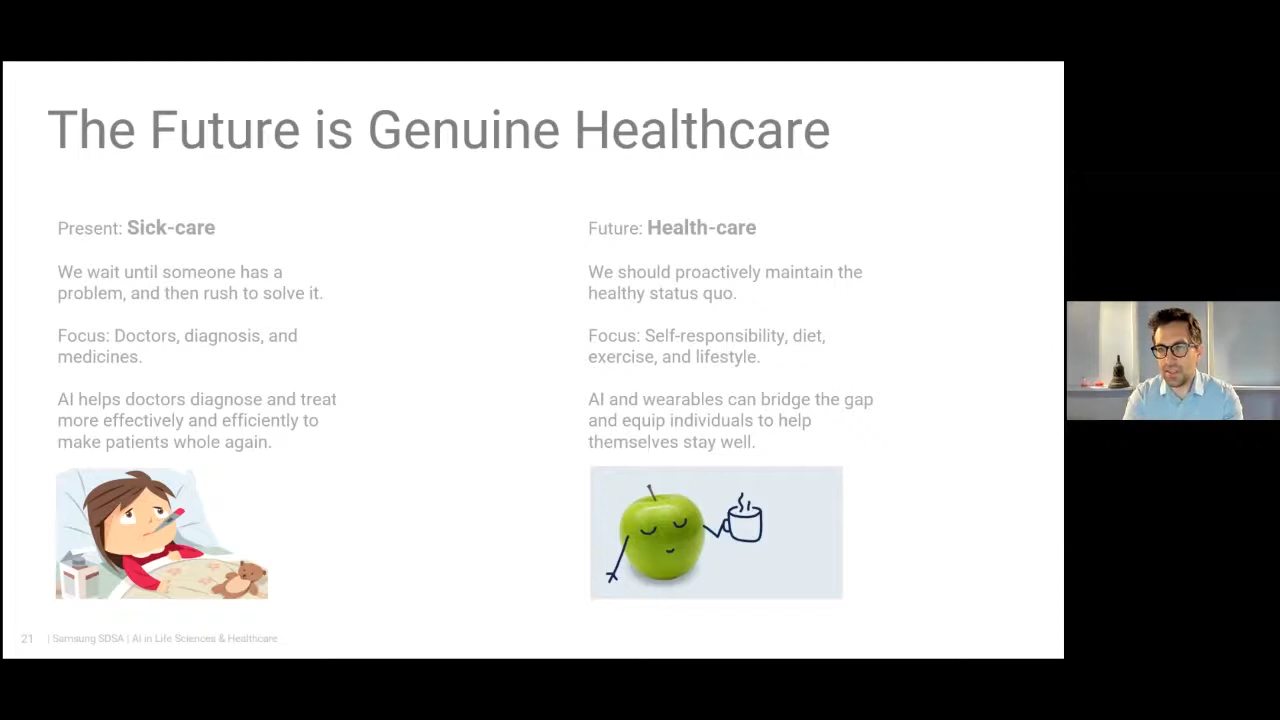 The Future is Genuine Healthcare
Present: Sick-care
We wait until someone has a
problem, and then rush to solve it.
Focus: Doctors, diagnosis, and
medicines.
AI helps doctors diagnose and treat
more effectively and efficiently to
make patients whole again.
Future: Health-care
We should proactively maintain the
healthy status quo.
Focus: Self-responsibility, diet,
exercise, and lifestyle.
AI and wearables can bridge the gap
and equip individuals to help
themselves stay well.
21 | Samsung SDSA | AI in Life Sciences & Healthcare